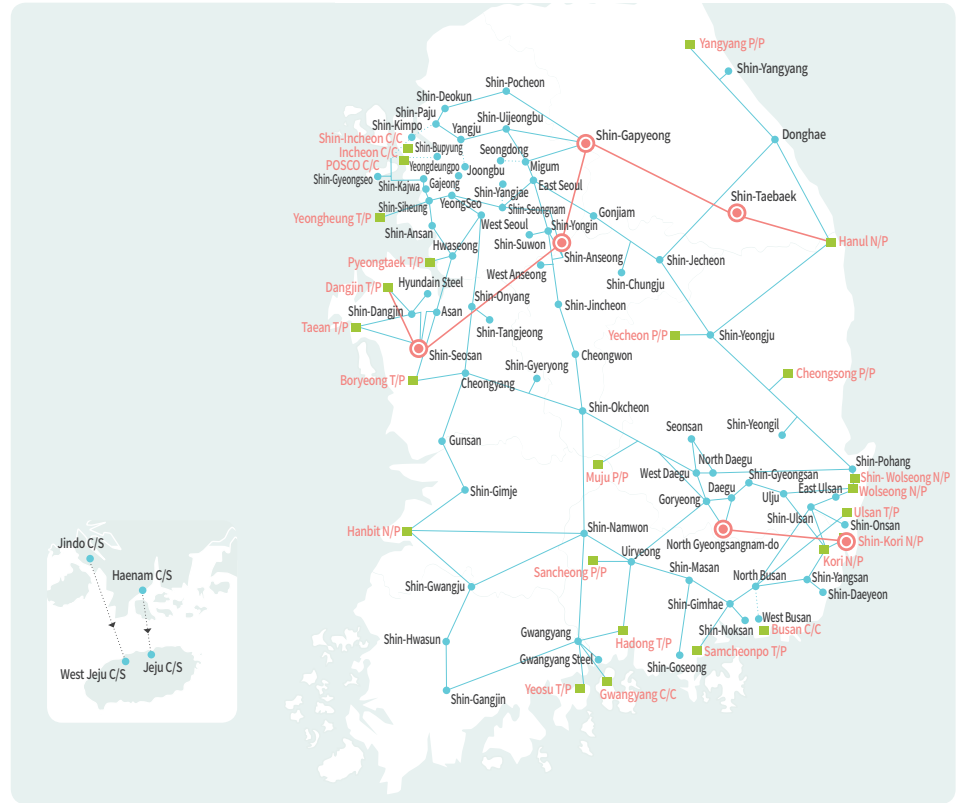 Yangyang P/P
Shin-Yangyang
Shin-Pocheon
Shin-Deokun
Shin-Paju
Shin-Uijeongbu
Shin-Kimpo
Yangju
Shin-Gapyeong
Donghae
Shin-Incheon C/C
Shin-Bupyung
Seongdong
Incheon C/C
POSCO C/C
Yeongdeungpo
Joongbu
Migum
Shin-Gyeongseo
Shin-Kajwa
Gajeong
Shin-Yangjae
East Seoul
Shin-Taebaek
Shin-Siheung
YeongSeo
Shin-Seongnam
Gonjiam
Yeongheung T/P
West Seoul
Shin-Yongin
Shin-Ansan
Hwaseong
Shin-Suwon
Hanul N/P
Pyeongtaek T/P
Shin-Anseong
Shin-Jecheon
West Anseong
Shin-Chungju
Dangjin T/P
Hyundain Steel
Shin-Onyang
Shin-Dangjin
Asan
Shin-Jincheon
Taean T/P
Shin-Tangjeong
Yecheon P/P
Shin-Yeongju
Shin-Seosan
Cheongwon
Shin-Gyeryong
Boryeong T/P
Cheongyang
Cheongsong P/P
Shin-Okcheon
Shin-Yeongil
Seonsan
Gunsan
North Daegu
Shin-Pohang
West Daegu
Shin-Gyeongsan
Shin- Wolseong N/P
Muju P/P
Daegu
East Ulsan
Wolseong N/P
Shin-Gimje
Goryeong
Ulju
Ulsan T/P
Shin-Ulsan
Shin-Onsan
Hanbit N/P
Shin-Namwon
North Gyeongsangnam-do
Shin-Kori N/P
Uiryeong
Kori N/P
Sancheong P/P
Shin-Masan
North Busan
Shin-Yangsan
Shin-Gwangju
Shin-Daeyeon
Shin-Gimhae
West Busan
Shin-Noksan
Busan C/C
Shin-Hwasun
Gwangyang
Hadong T/P
Samcheonpo T/P
Gwangyang Steel
Shin-Goseong
Yeosu T/P
Gwangyang C/C
Shin-Gangjin
Jindo C/S
Haenam C/S
West Jeju C/S
Jeju C/S